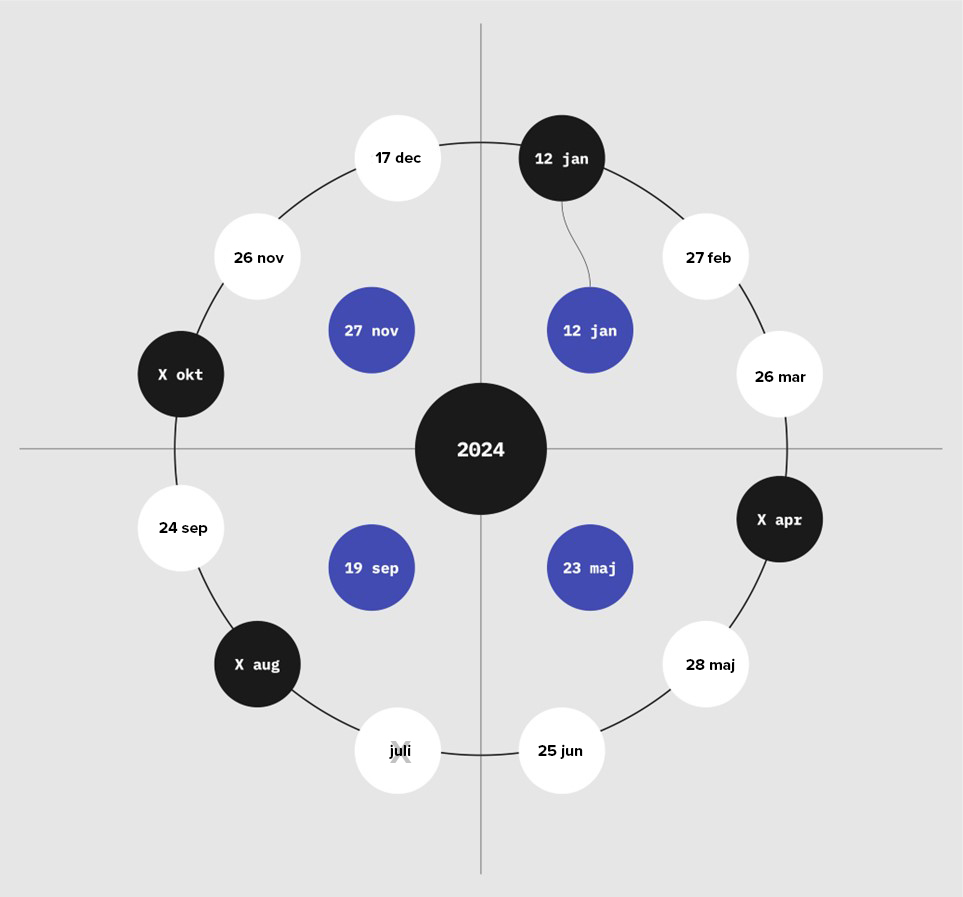 17 dec
12 jan
26 nov
27 feb
27 nov
12 jan
X okt
26 mar
2024
24 sep
X apr
19 sep
23 maj
X aug
28 maj
juli
X
25 jun